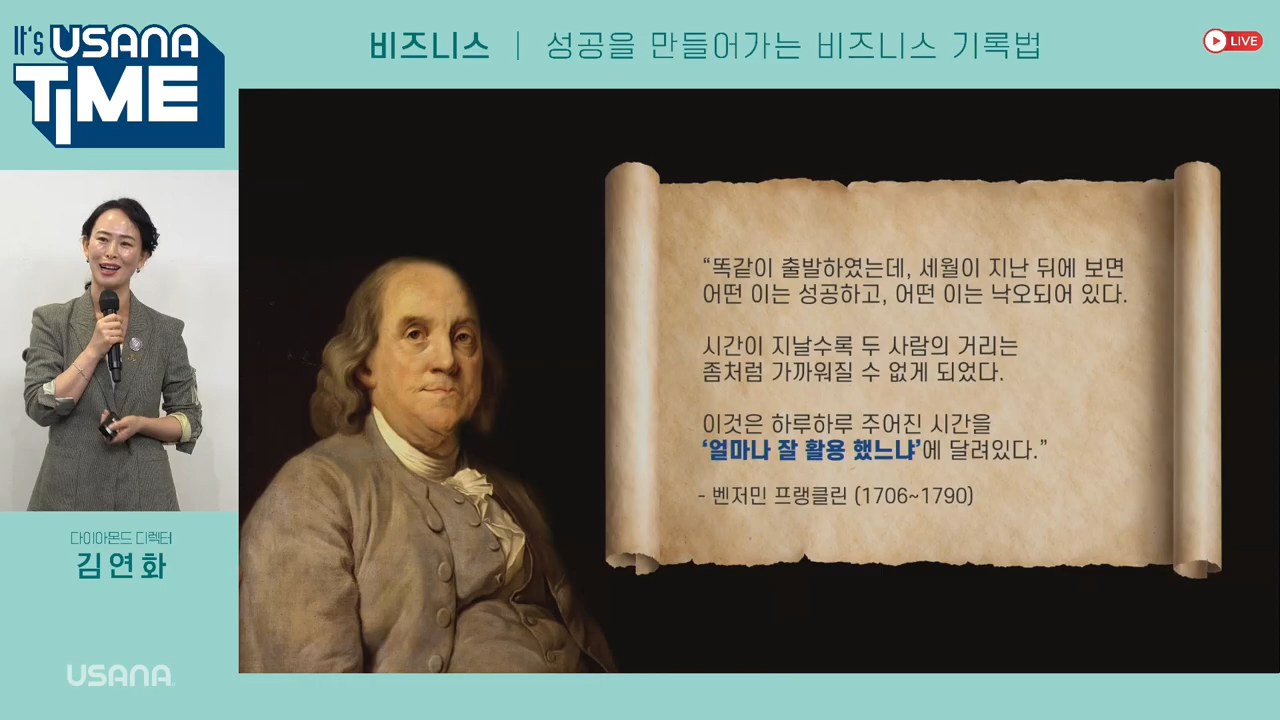 It's USANA
TIME
비즈니스 | 성공을 만들어가는 비즈니스 기록법
LIVE
“똑같이 출발하였는데, 세월이 지난 뒤에 보면
어떤 이는 성공하고, 어떤 이는 낙오되어 있다.
시간이 지날수록 두 사람의 거리는
좀처럼 가까워질 수 없게 되었다.
이것은 하루하루 주어진 시간을
‘얼마나 잘 활용 했느냐’에 달려있다.”
- 벤저민 프랭클린 (1706~1790)
다이아몬드 디렉터
김연화
USANA